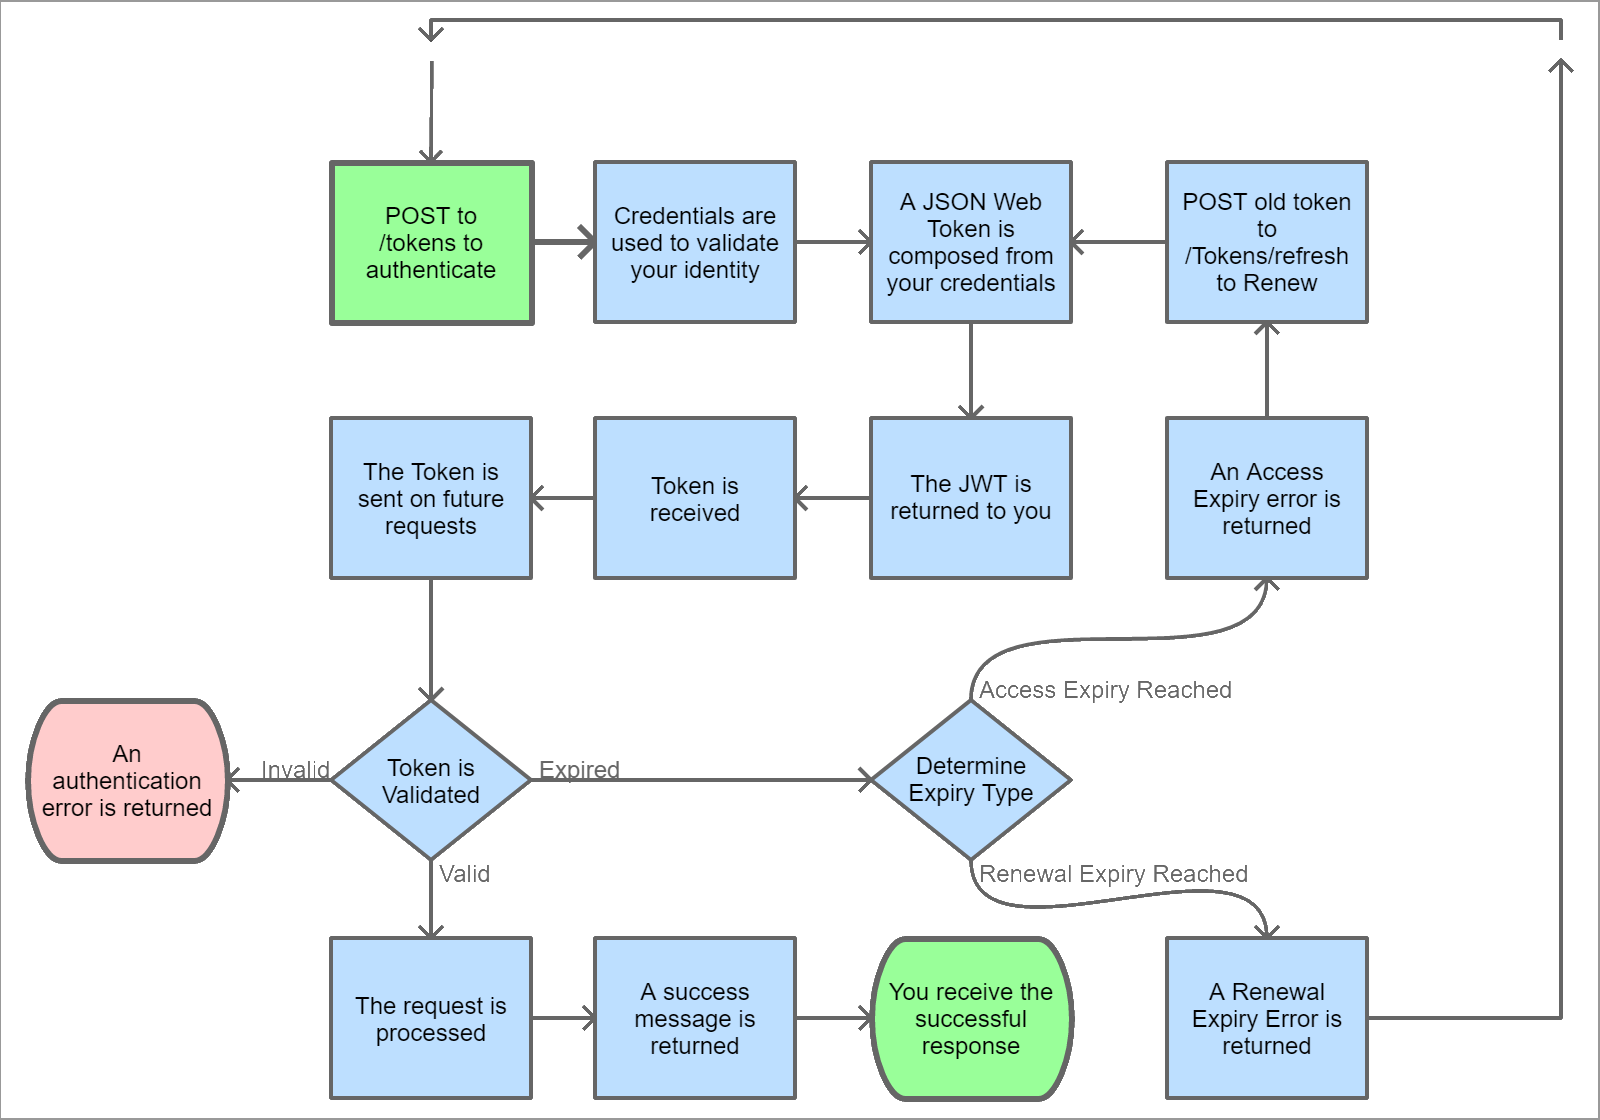 POST to
/tokens to
authenticate
Credentials are
used to validate
your identity
A JSON Web
Token is
composed from
your credentials
POST old token
to
/Tokens/refresh
to Renew
The Token is
sent on future
requests
Token is
received
The JWT is
returned to you
An Access
Expiry error is
returned
Access Expiry Reached
An
authentication
error is returned
Invalid
Token is
Validated
Expired
Determine
Expiry Type
Valid
Renewal Expiry Reached
The request is
processed
A success
message is
returned
You receive the
successful
response
A Renewal
Expiry Error is
returned